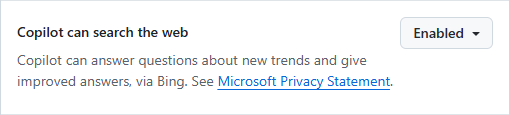 Copilot can search the web
Enabled
Copilot can answer questions about new trends and give
improved answers, via Bing. See Microsoft Privacy Statement.